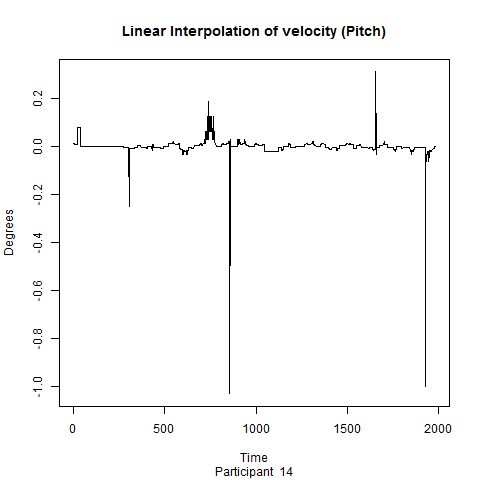 Linear Interpolation of velocity (Pitch)
Degrees
0.2
0.0
-0.2
-0.4
-0.6
-0.8
-1.0
0 500 1000 1500 2000
Time
Participant 14